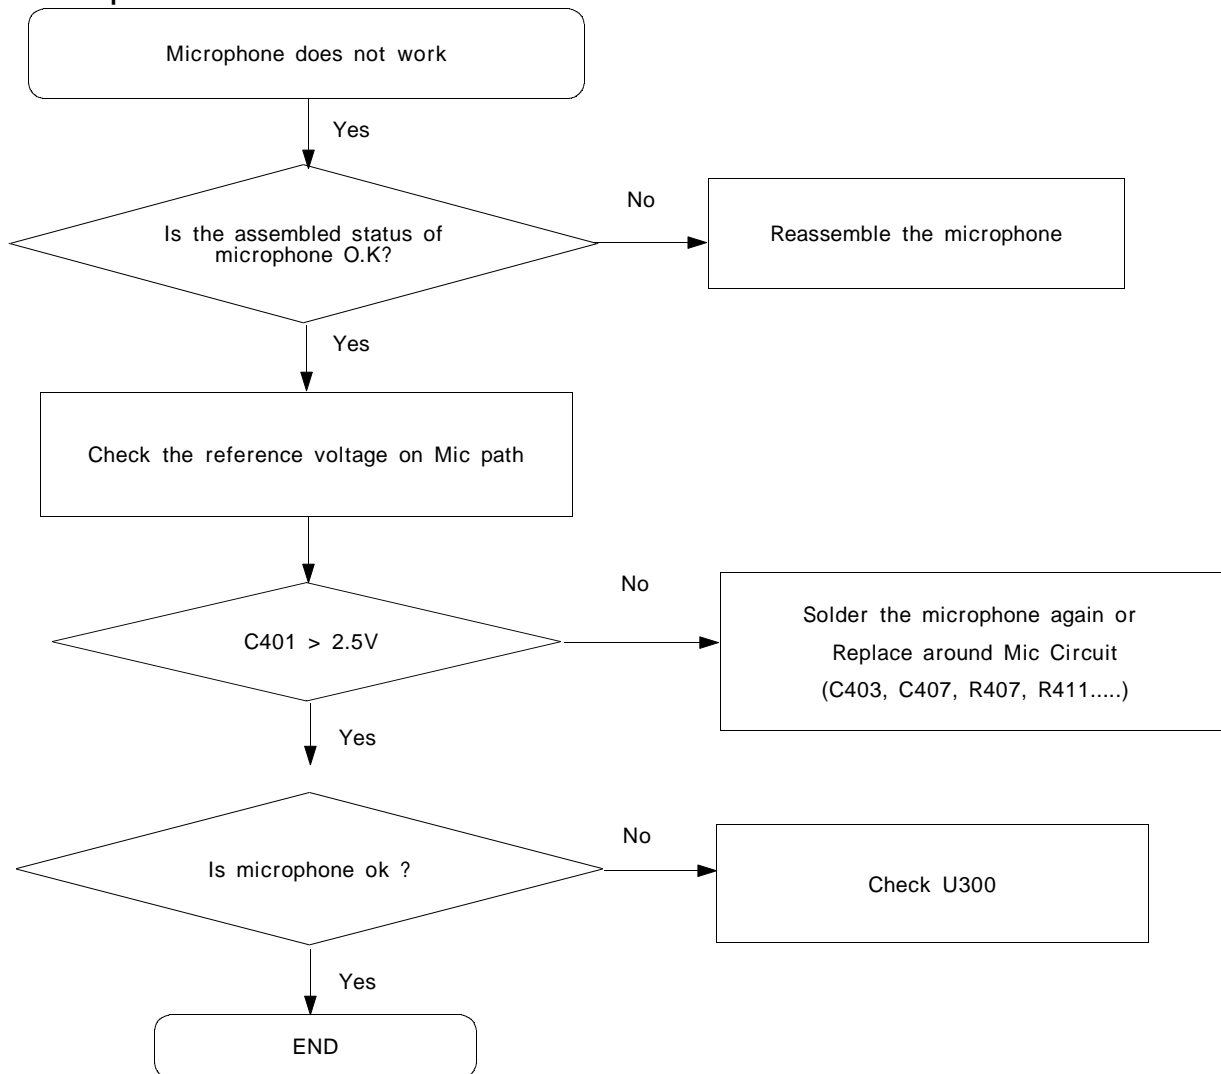 Microphone does not work
Yes
Is the assembled status of
microphone O.K?
No
Reassemble the microphone
Yes
Check the reference voltage on Mic path
C401 > 2.5V
No
Solder the microphone again or
Replace around Mic Circuit
(C403, C407, R407, R411.....)
Yes
Is microphone ok ?
No
Check U300
Yes
END